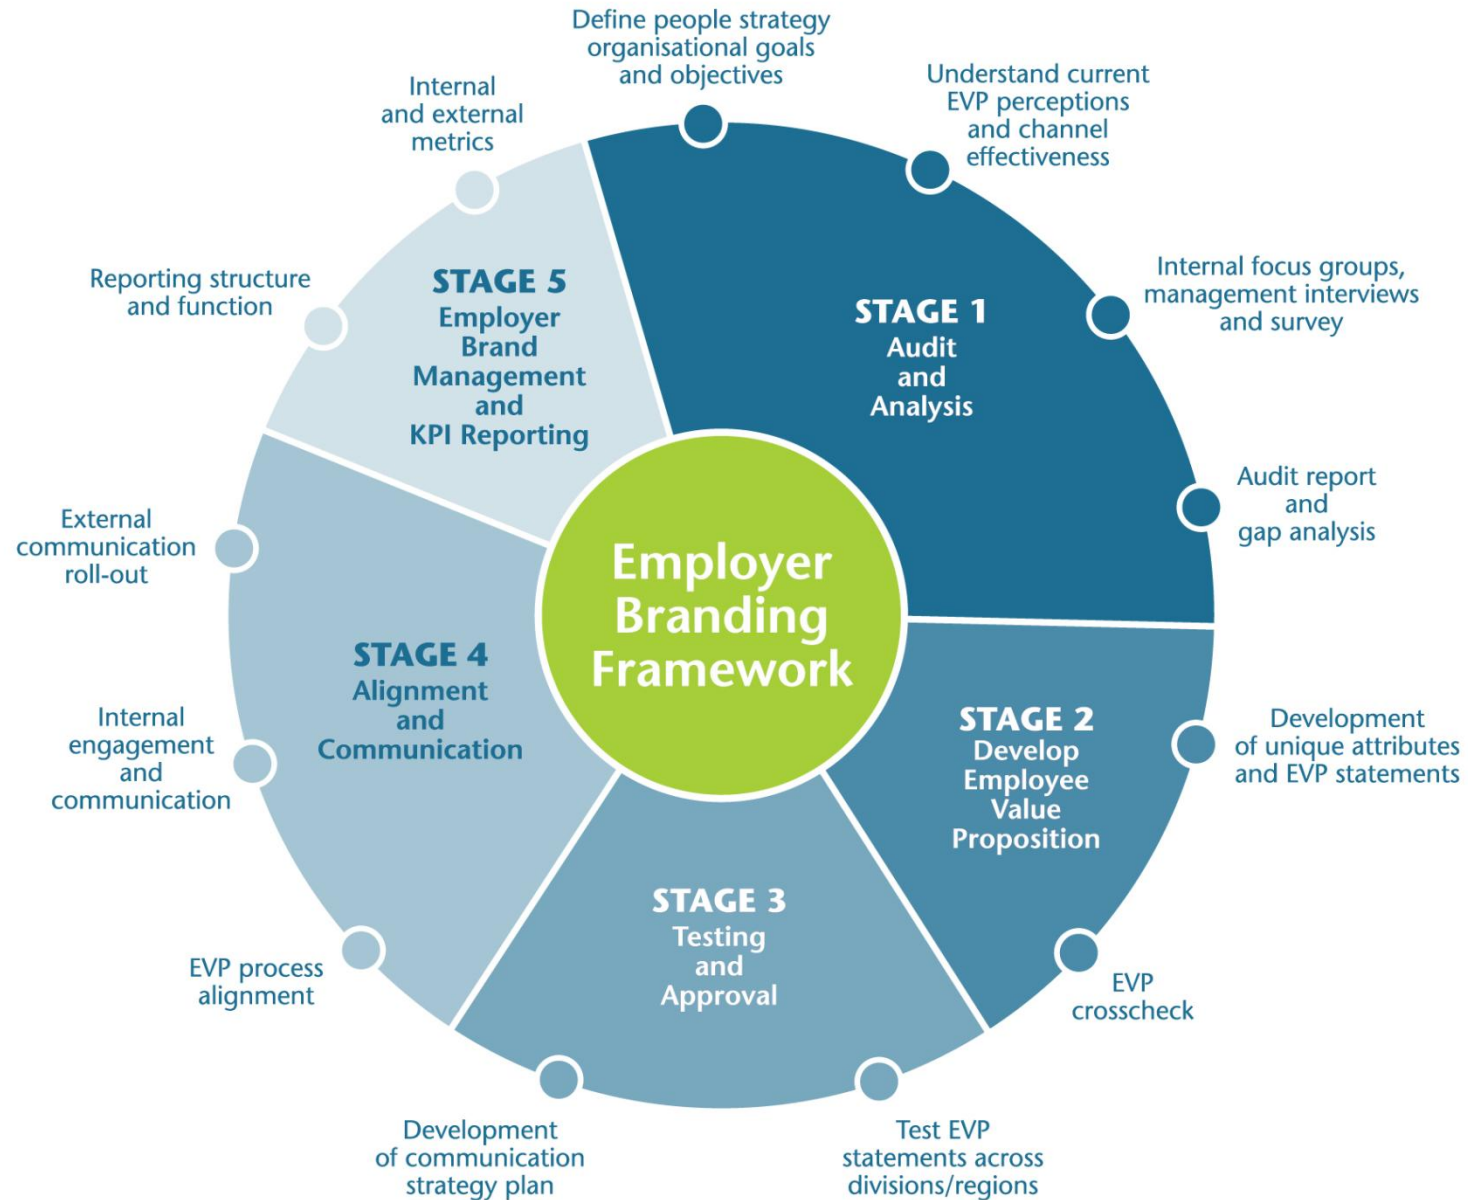 Define people strategy
organisational goals
and objectives
Understand current
EVP perceptions
and channel
effectiveness
Internal focus groups,
management interviews
and survey
Audit report
and
gap analysis
Development
of unique attributes
and EVP statements
EVP
crosscheck
Test EVP
statements across
divisions/regions
Development
of communication
strategy plan
EVP process
alignment
Internal
engagement
and
communication
External
communication
roll-out
Reporting structure
and function
Internal
and external
metrics
STAGE 1
Audit
and
Analysis
STAGE 2
Develop
Employee
Value
Proposition
STAGE 3
Testing
and
Approval
STAGE 4
Alignment
and
Communication
STAGE 5
Employer
Brand
Management
and
KPI Reporting
Employer
Branding
Framework